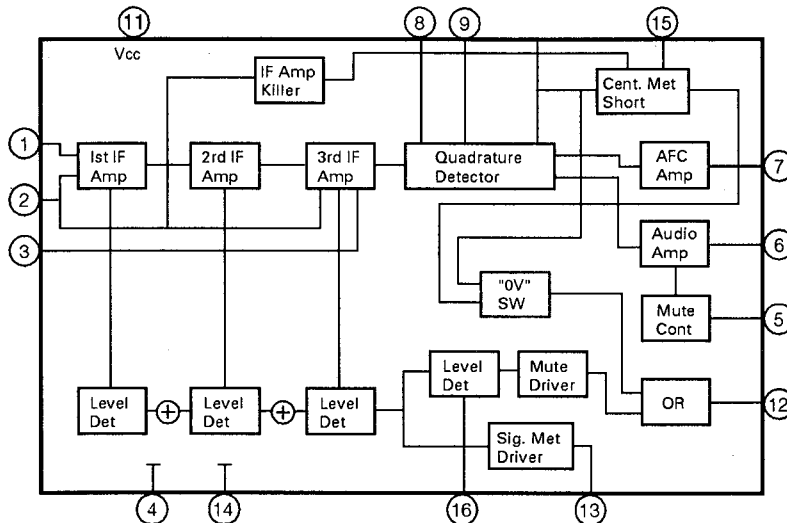 11
8
9
15
Vcc
IF Amp
Killer
Cent. Met
Short
1
Ist IF
Amp
2rd IF
Amp
3rd IF
Amp
Quadrature
Detector
AFC
Amp
7
2
3
Audio
Amp
6
"0V"
SW
Mute
Cont
5
Level
Det
Mute
Driver
Level
Det
+
Level
Det
+
Level
Det
OR
12
Sig. Met
Driver
4
14
16
13